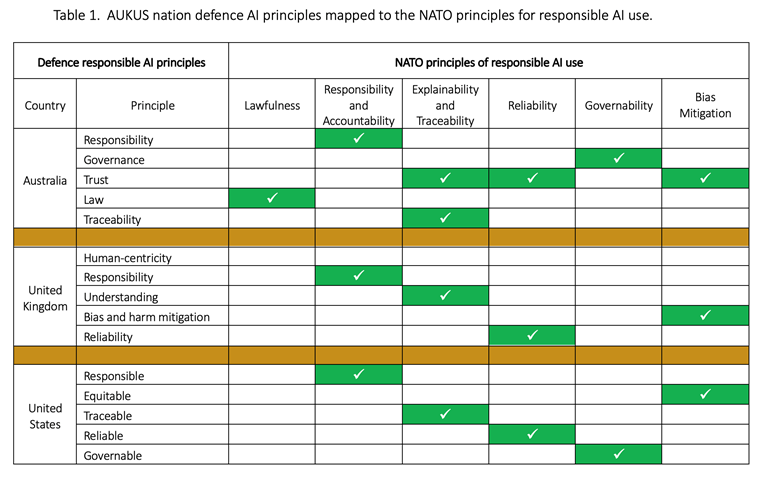 Table 1.  AUKUS nation defence AI principles mapped to the NATO principles for responsible AI use.
Defence responsible AI principles NATO principles of responsible AI use
Country Principle Lawfulness Responsibility and Accountability Explainability and Traceability Reliability Governability Bias Mitigation
Australia
Responsibility ✓
Governance ✓
Trust ✓ ✓ ✓
Law ✓
Traceability ✓
United Kingdom
Human-centricity
Responsibility ✓
Understanding ✓
Bias and harm mitigation ✓
Reliability ✓
United States
Responsible ✓
Equitable ✓
Traceable ✓
Reliable ✓
Governable ✓